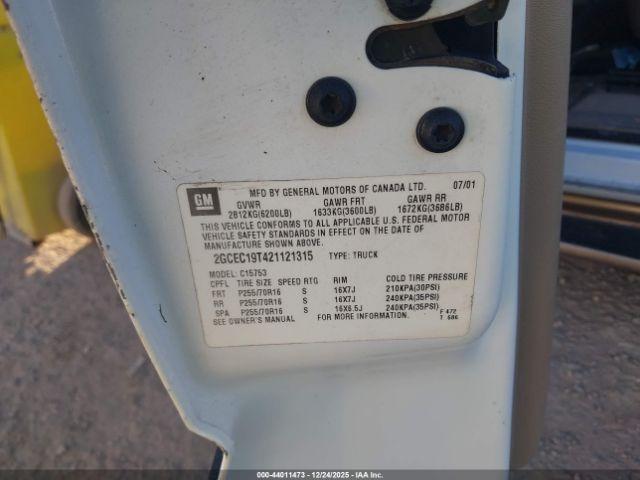 GM
MFD BY GENERAL MOTORS OF CANADA LTD. 07/01
GVWR GAWR FRT GAWR RR
2812KG(6200LB) 1633KG(3600LB) 1672KG(3686LB)
THIS VEHICLE CONFORMS TO ALL APPLICABLE U.S. FEDERAL MOTOR
VEHICLE SAFETY STANDARDS IN EFFECT ON THE DATE OF
MANUFACTURE SHOWN ABOVE.
2GCEC19T421121315 TYPE: TRUCK
MODEL: C15753
CPFL TIRE SIZE SPEED RTG RIM COLD TIRE PRESSURE
FRT P255/70R16 S 16X7J 210KPA(30PSI)
RR P255/70R16 S 16X7J 240KPA(35PSI)
SPA P255/70R16 S 16X6.5J 240KPA(35PSI)
SEE OWNER'S MANUAL FOR MORE INFORMATION.
F 472
T 686
000-44011473 - 12/24/2025 - IAA, Inc.